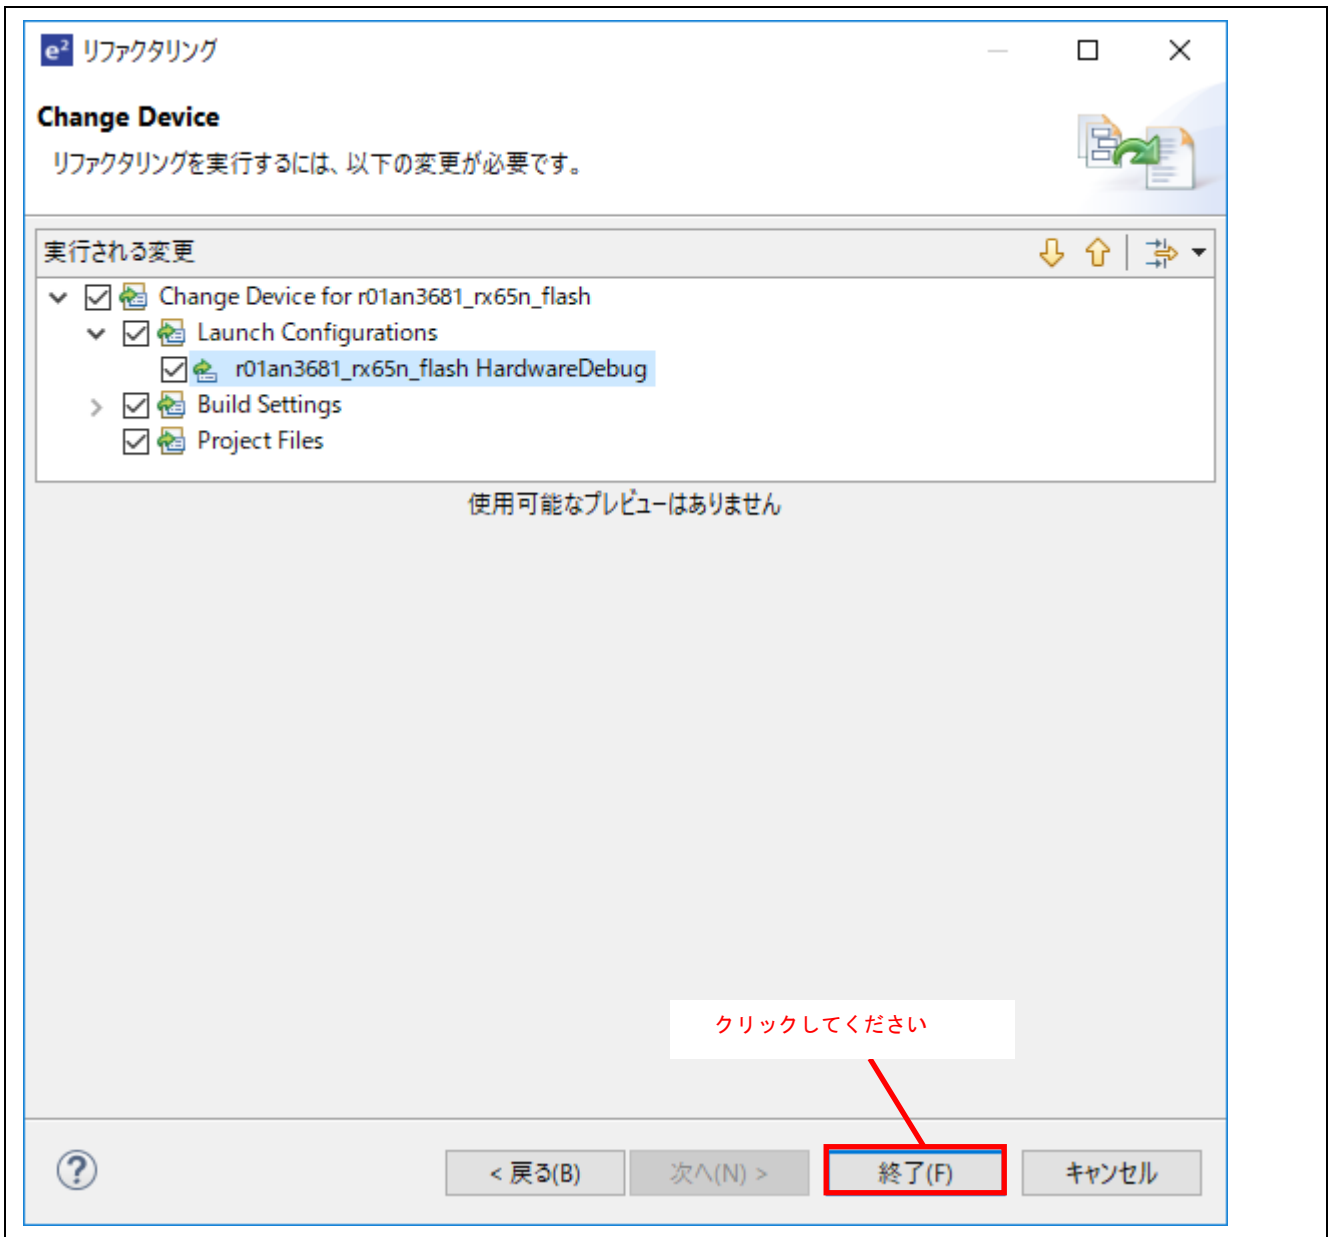 e² リファクタリング
Change Device
リファクタリングを実行するには、以下の変更が必要です。
実行される変更
Change Device for r01an3681_rx65n_flash
Launch Configurations
r01an3681_rx65n_flash HardwareDebug
Build Settings
Project Files
使用可能なプレビューはありません
クリックしてください
< 戻る(B) 次へ(N) > 終了(F) キャンセル